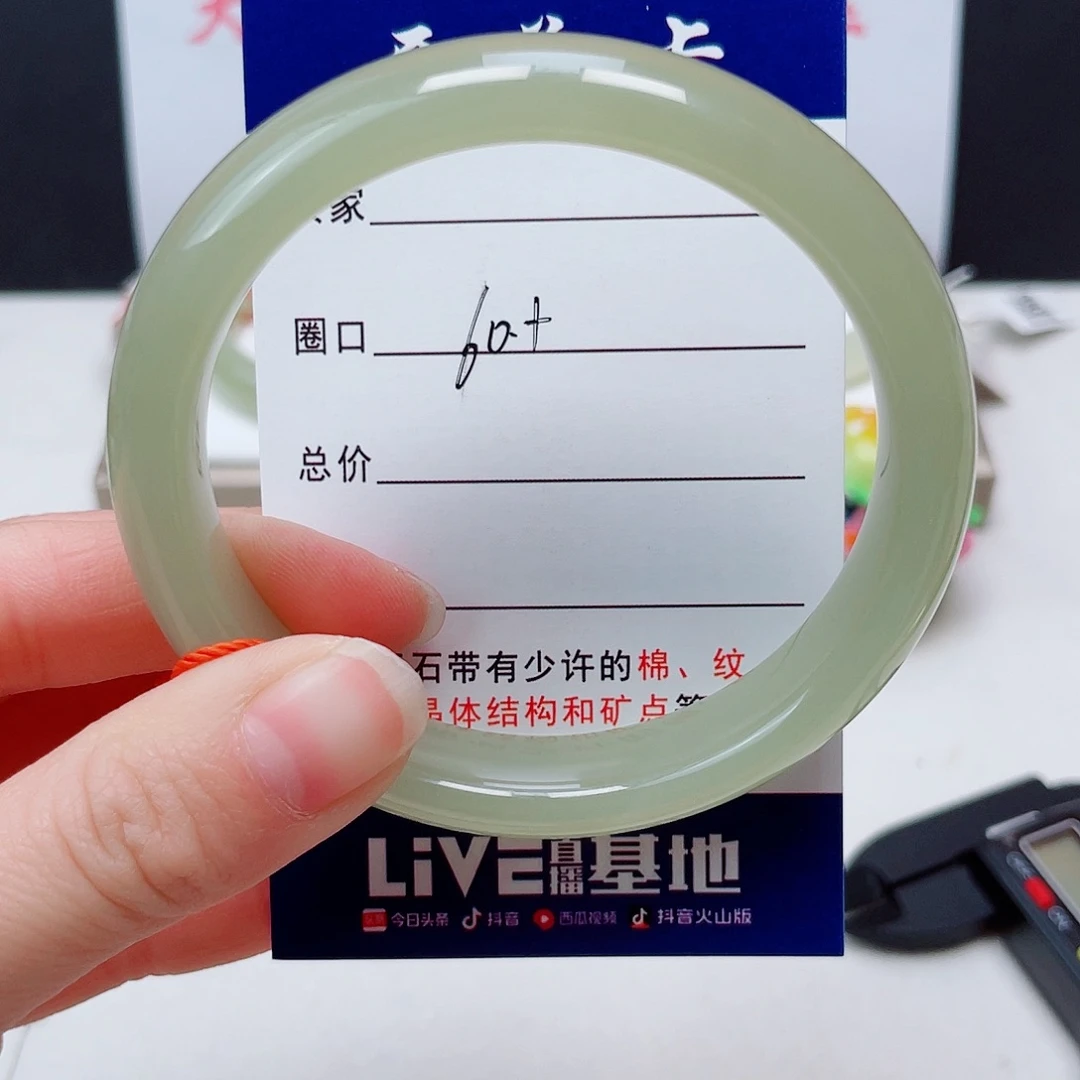 家
圈口 60+
总价
石带有少许的棉、纹
晶体结构和矿点
LiVE直播基地
今日头条 抖音 西瓜视频 抖音火山版